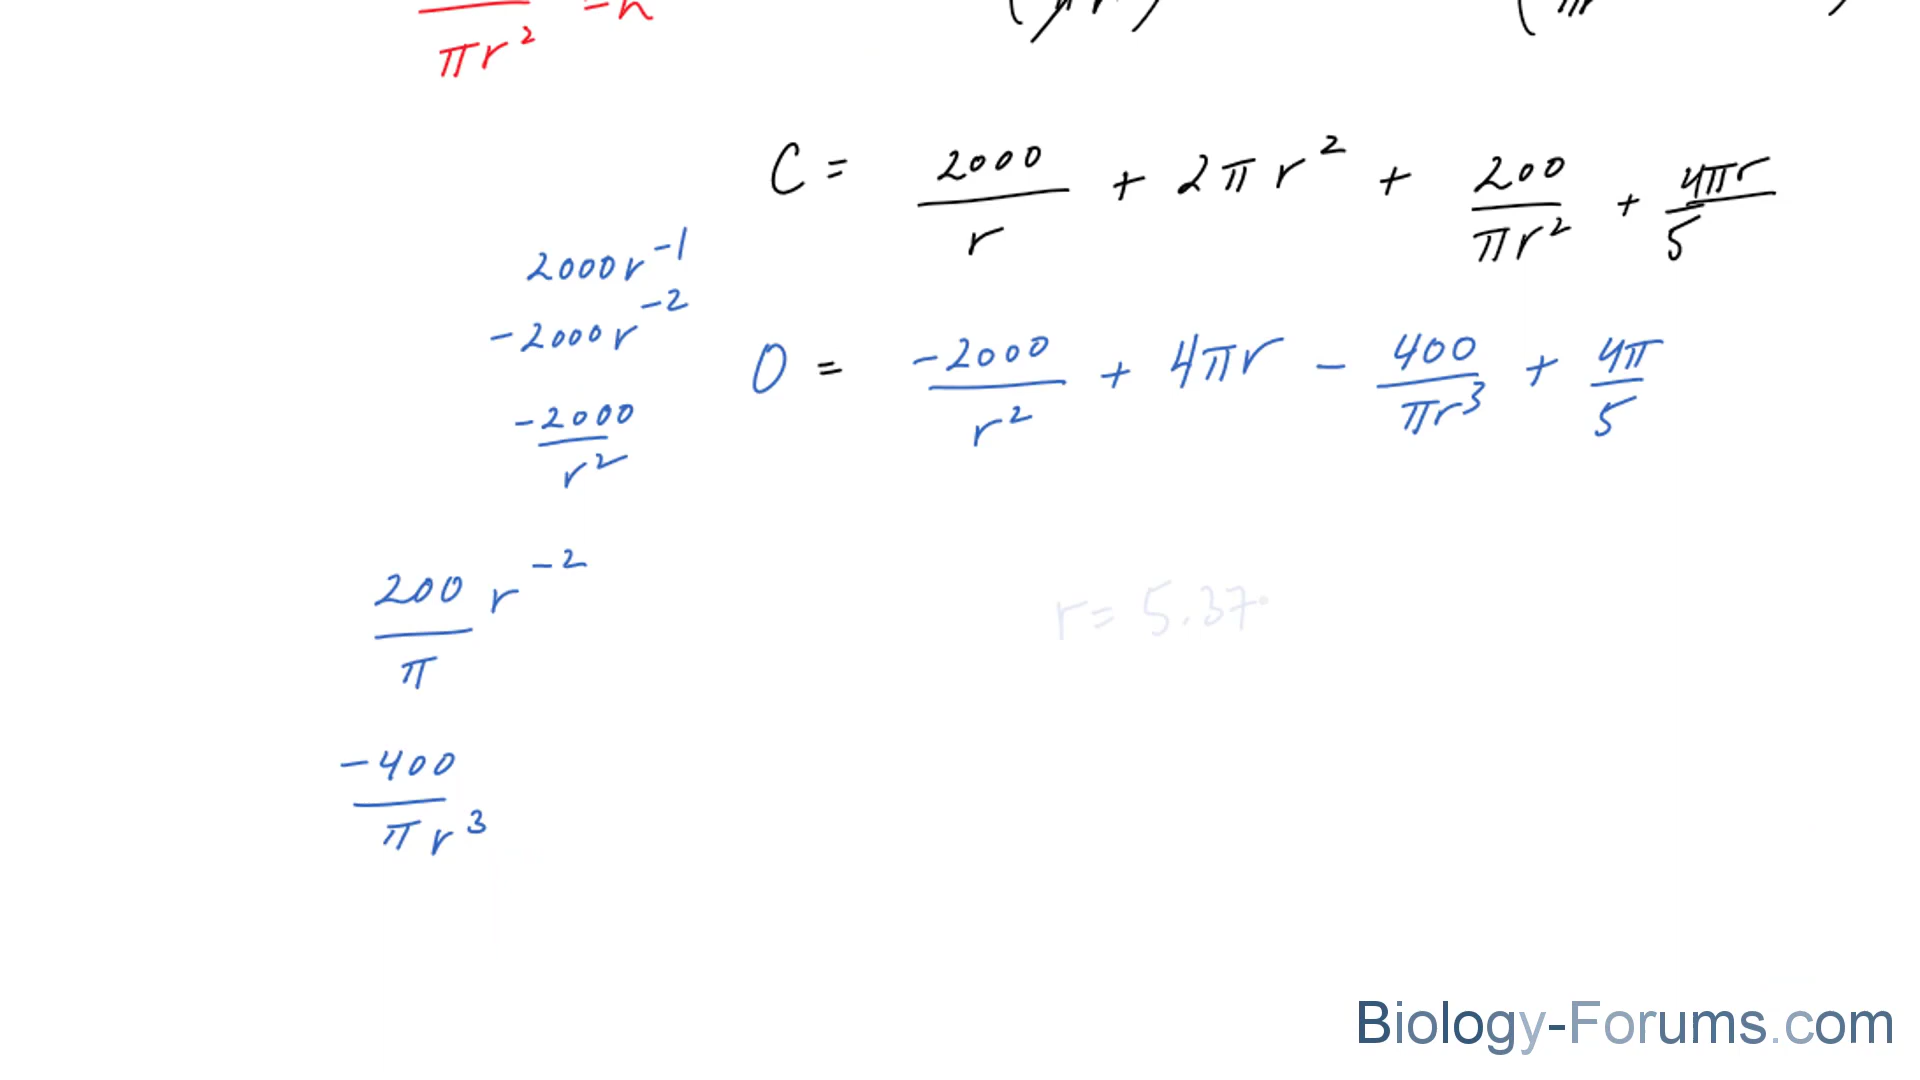 πr² = h
C = 2000/r + 2πr² + 200/πr² + 4πr/5
2000r⁻¹
-2000r⁻²
0 = -2000/r² + 4πr - 400/πr³ + 4π/5
-2000/r²
200/π r⁻²
r = 5.37
-400/πr³
Biology-Forums.com